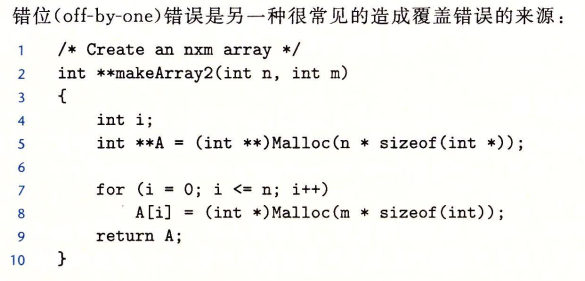 错位(off-by-one)错误是另一种很常见的造成覆盖错误的来源：
1 /* Create an nxm array */
2 int **makeArray2(int n, int m)
3 {
4     int i;
5     int **A = (int **)Malloc(n * sizeof(int *));
6
7     for (i = 0; i <= n; i++)
8         A[i] = (int *)Malloc(m * sizeof(int));
9     return A;
10 }